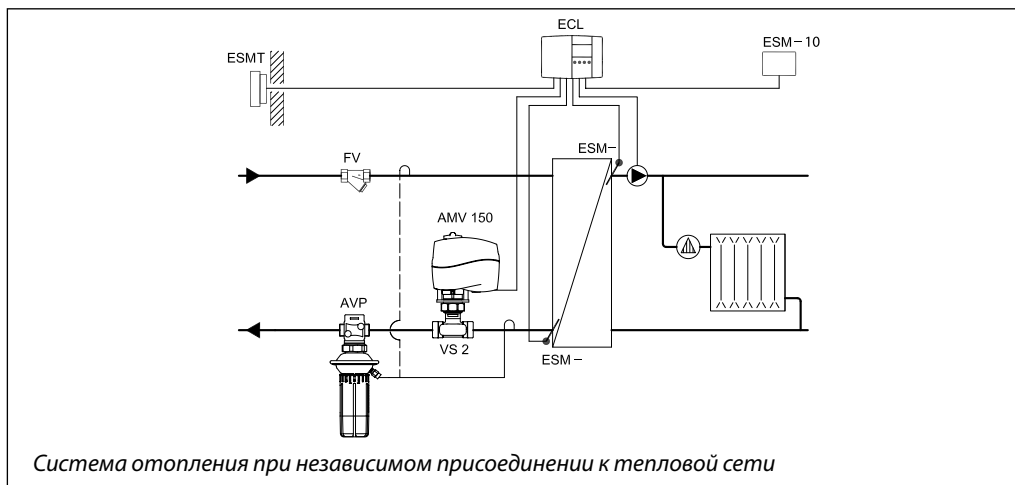 ECL
ESM-10
ESMT
ESM-
FV
AMV 150
AVP
VS 2
ESM-
Система отопления при независимом присоединении к тепловой сети